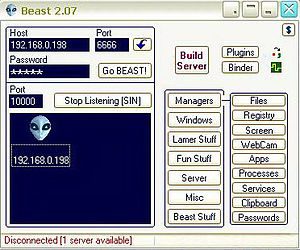 Beast 2.07
Host
Port
192.168.0.198
6666
Password
*****
Go BEAST!
Build
Server
Plugins
Binder
$
Port
10000
Stop Listening [SIN]
192.168.0.198
Managers
Windows
Lamer Stuff
Fun Stuff
Server
Misc
Beast Stuff
Files
Registry
Screen
WebCam
Apps
Processes
Services
Clipboard
Passwords
Disconnected [1 server available]